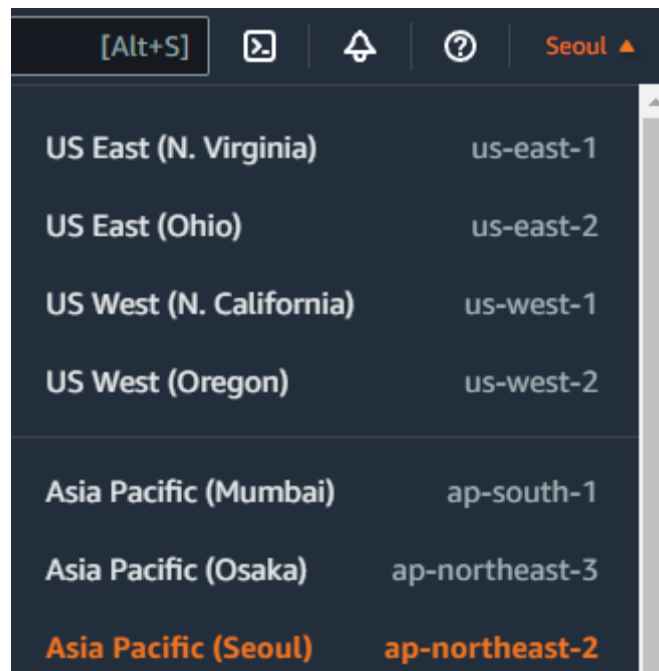 [Alt+S] Seoul ▲
US East (N. Virginia) us-east-1
US East (Ohio) us-east-2
US West (N. California) us-west-1
US West (Oregon) us-west-2
Asia Pacific (Mumbai) ap-south-1
Asia Pacific (Osaka) ap-northeast-3
Asia Pacific (Seoul) ap-northeast-2